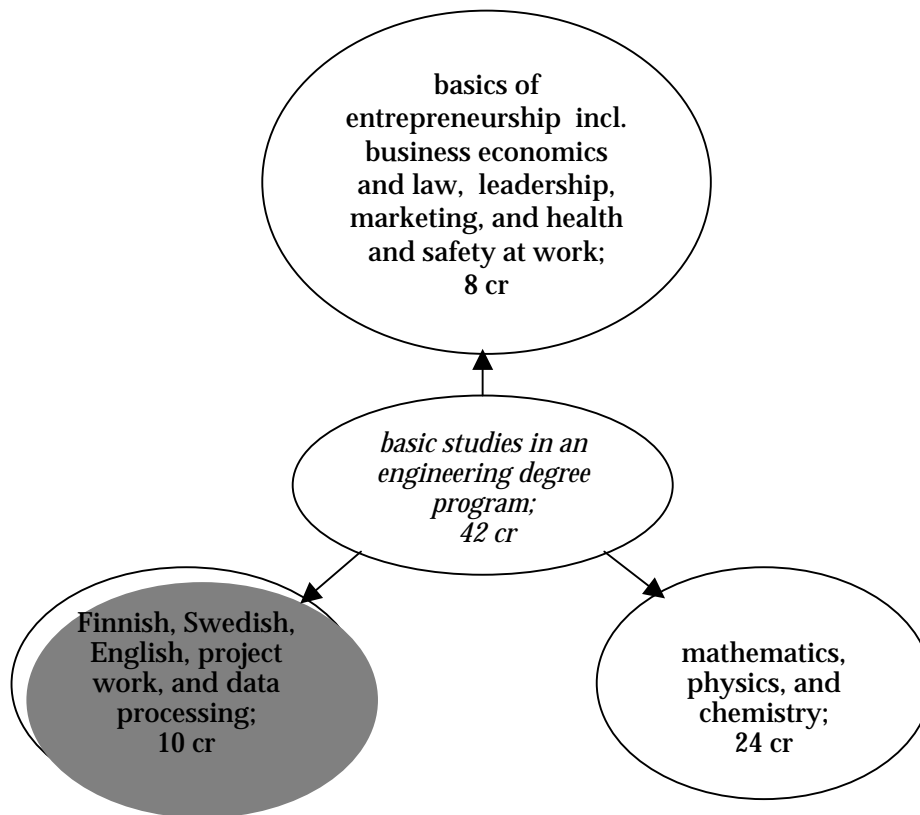 basics of
entrepreneurship incl.
business economics
and law, leadership,
marketing, and health
and safety at work;
8 cr
basic studies in an
engineering degree
program;
42 cr
Finnish, Swedish,
English, project
work, and data
processing;
10 cr
mathematics,
physics, and
chemistry;
24 cr